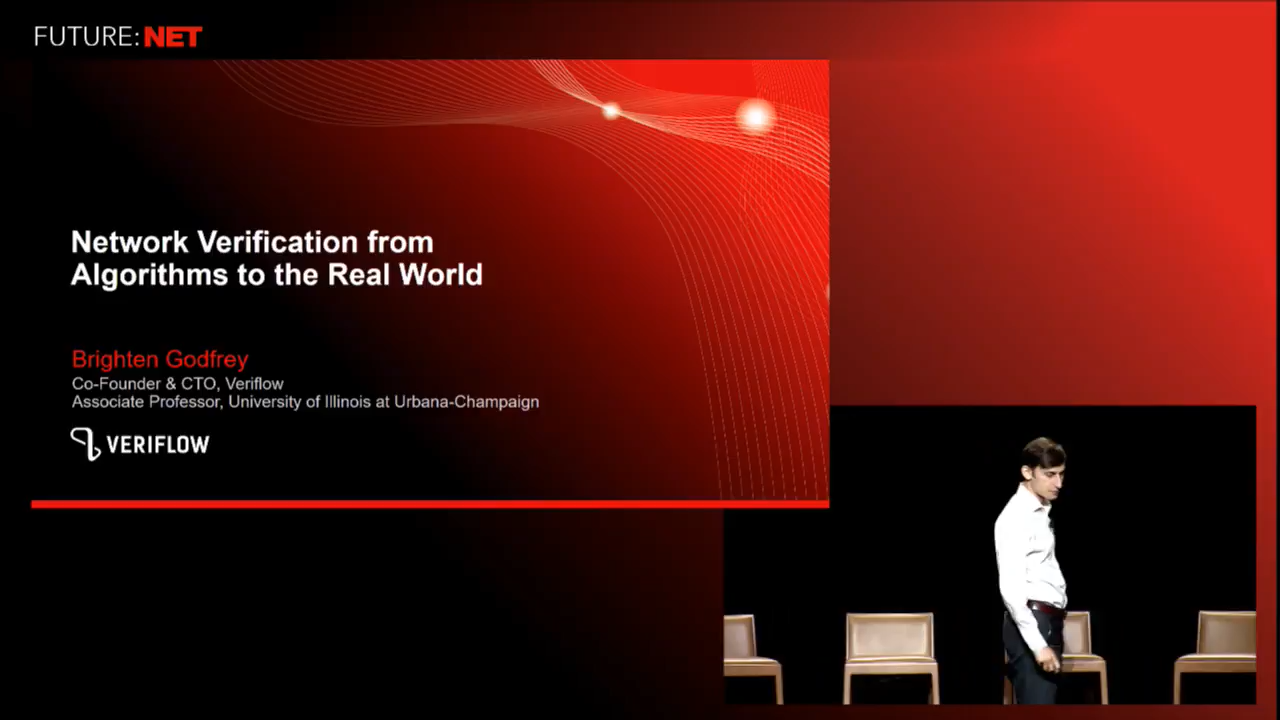 FUTURE:NET
Network Verification from
Algorithms to the Real World
Brighten Godfrey
Co-Founder & CTO, Veriflow
Associate Professor, University of Illinois at Urbana-Champaign
VERIFLOW